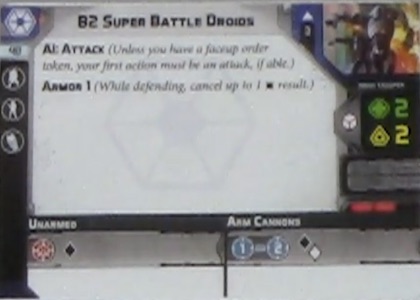 B2 Super Battle Droids
AI: Attack (Unless you have a faceup order
token, your first action must be an attack, if able.)
Armor 1 (While defending, cancel up to 1 result.)
2
2
Unarmed
Arm Cannons
1 2